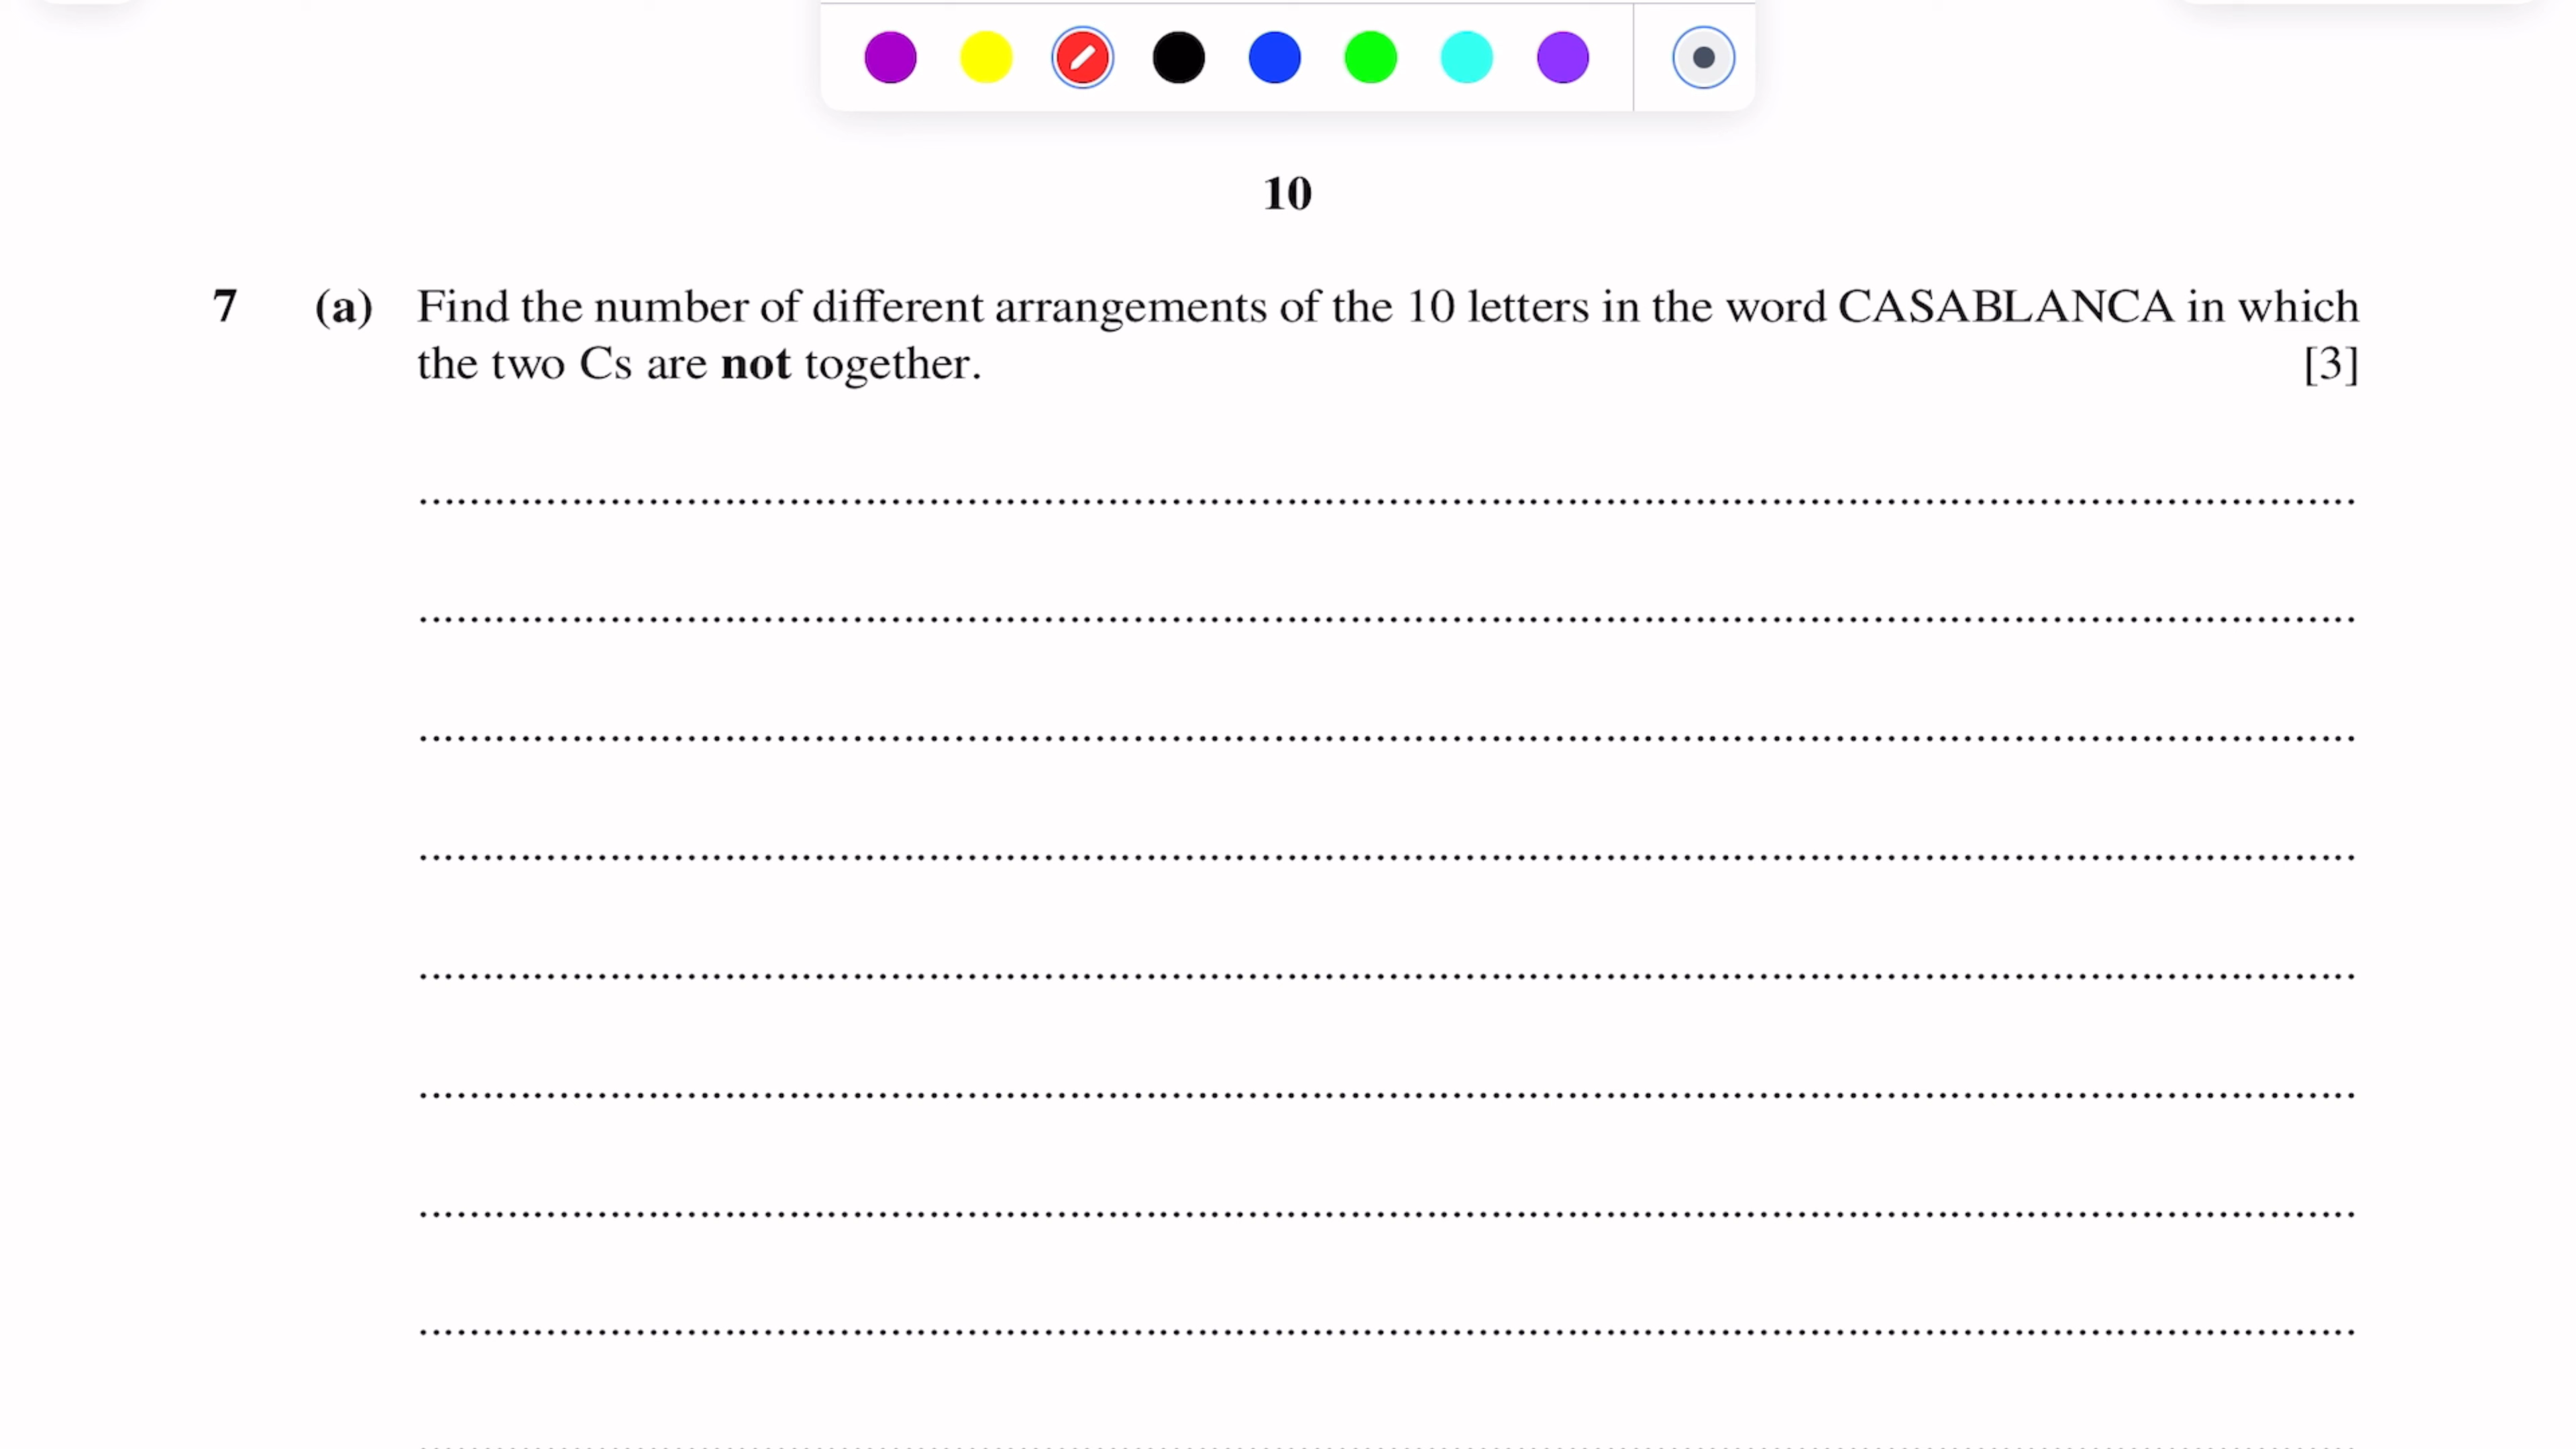 10
7 (a) Find the number of different arrangements of the 10 letters in the word CASABLANCA in which
the two Cs are not together. [3]